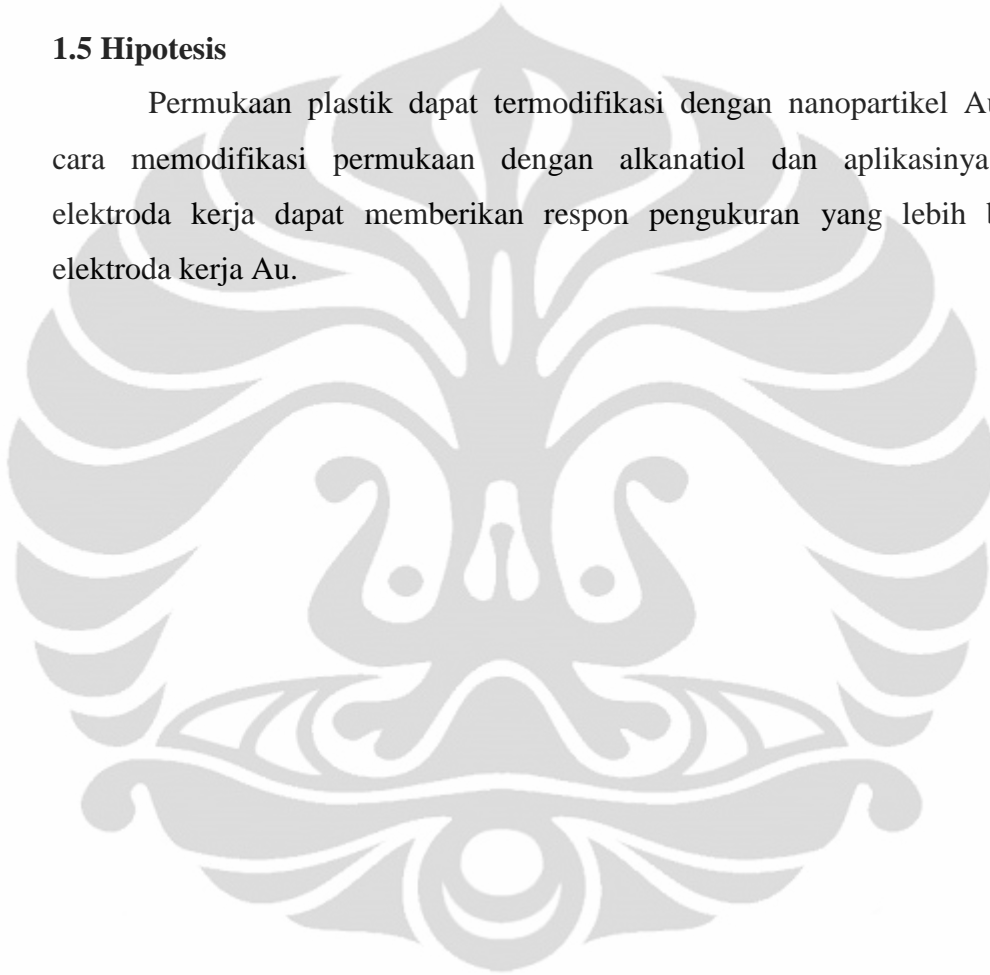 1.5 Hipotesis
Permukaan plastik dapat termodifikasi dengan nanopartikel Au
cara memodifikasi permukaan dengan alkanatiol dan aplikasinya
elektroda kerja dapat memberikan respon pengukuran yang lebih
elektroda kerja Au.